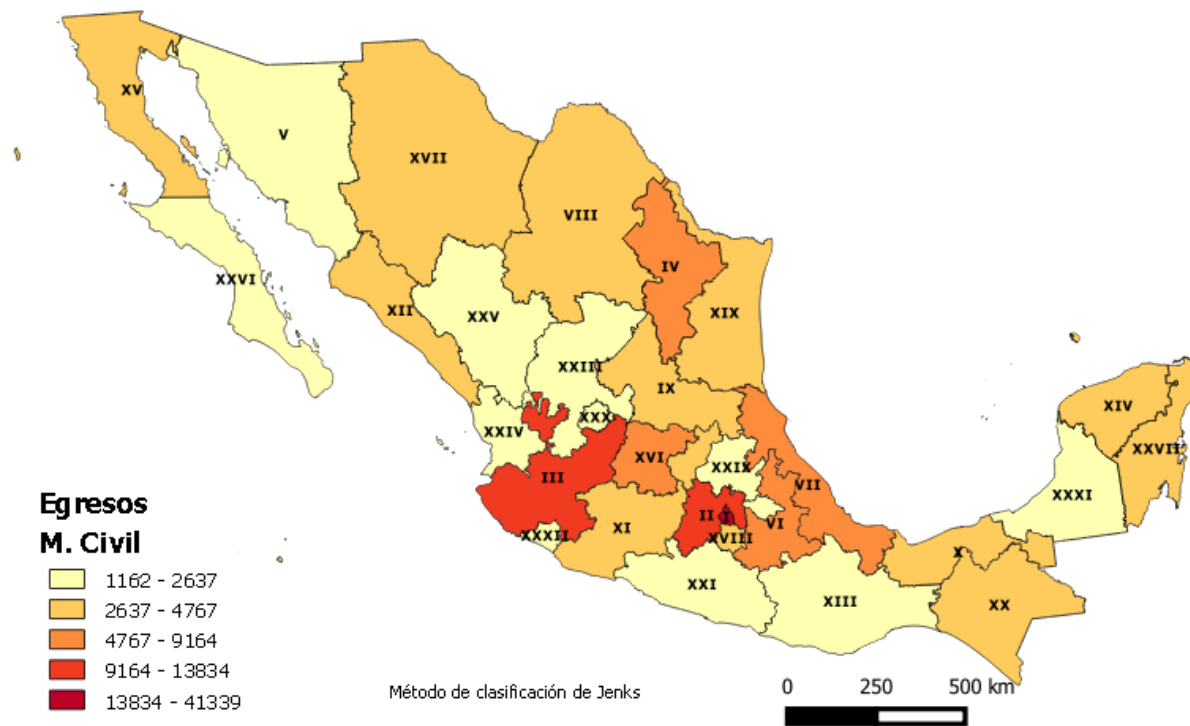 XV
V
XVII
VIII
XXVI
IV
XII
XXV
XIX
XXIII
IX
XXIV
XXX
XIV
XXVII
XVI
III
XXIX
VII
XXXI
II
I
VI
XXXII
XI
XVIII
X
XXI
XIII
XX
Egresos
M. Civil
1162 - 2637
2637 - 4767
4767 - 9164
9164 - 13834
13834 - 41339
Método de clasificación de Jenks
0 250 500 km